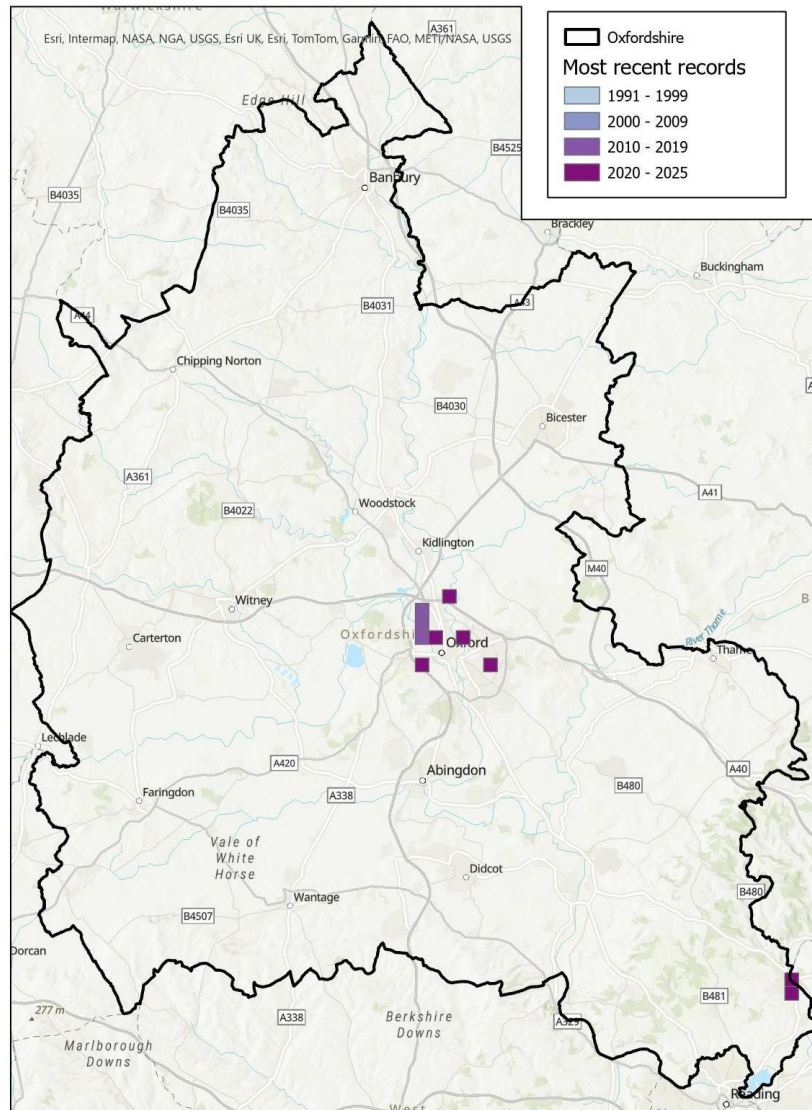 Esri, Intermap, NASA, NGA, USGS, Esri UK, Esri, TomTom, Garmin, FAO, METI/NASA, USGS
A361
Oxfordshire
Most recent records
1991 - 1999
2000 - 2009
2010 - 2019
2020 - 2025
Edge Hill
B4525
Banbury
B4035
B4035
Brackley
Buckingham
A44
B4031
A43
Chipping Norton
B4030
Bicester
A361
A41
B4022
Woodstock
Kidlington
M40
Witney
Oxfordshi
Carterton
Oxford
River Thame
Thame
Lechlade
A420
A40
Abingdon
B480
Faringdon
A338
Vale of
White
Horse
Didcot
B480
Wantage
B4507
Dorcan
B481
277 m
A338
Berkshire
Downs
A329
Marlborough
Downs
Reading
West